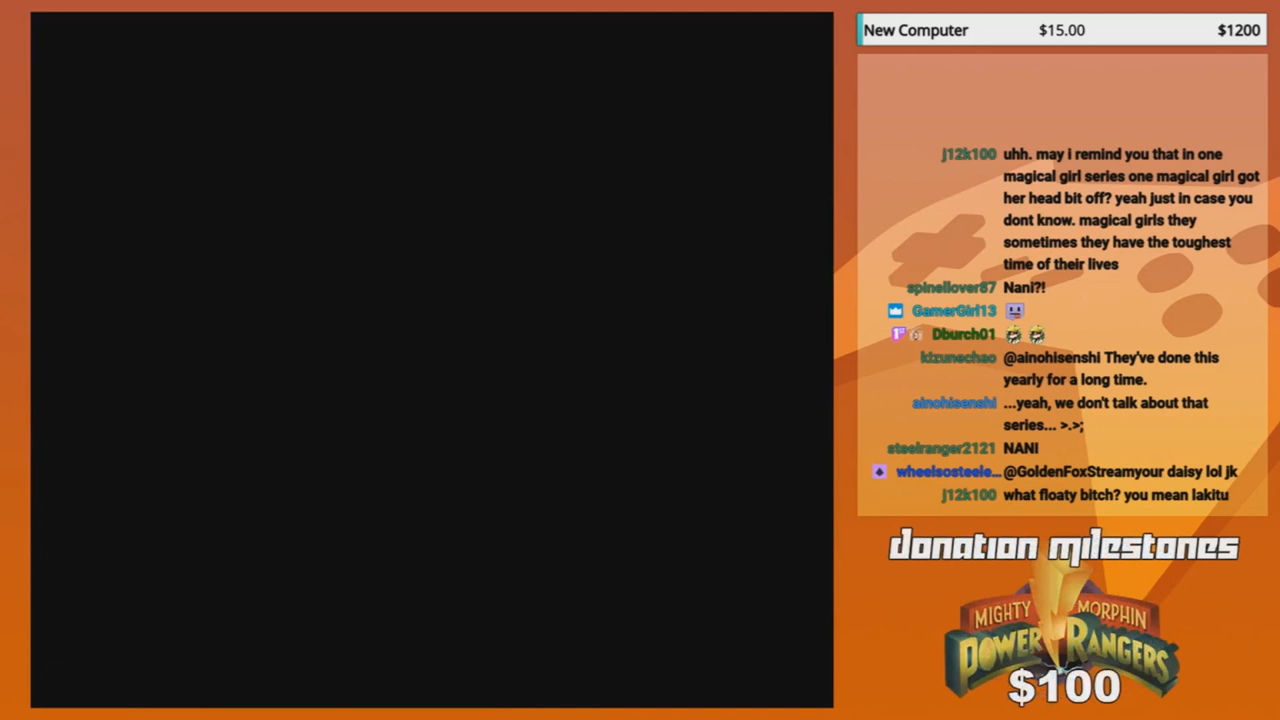 New Computer $15.00 $1200
j12k100 uhh. may i remind you that in one
magical girl series one magical girl got
her head bit off? yeah just in case you
dont know. magical girls they
sometimes they have the toughest
time of their lives
spinellover87 Nani?!
GamerGirl13
Dburch01
kizunechao @ainohisenshi They've done this
yearly for a long time.
ainohisenshi ...yeah, we don't talk about that
series... >.>;
steelranger2121 NANI
wheelsosteele... @GoldenFoxStreamyour daisy lol jk
j12k100 what floaty bitch? you mean lakitu
donation milestones
MIGHTY MORPHIN
POWER RANGERS
$100